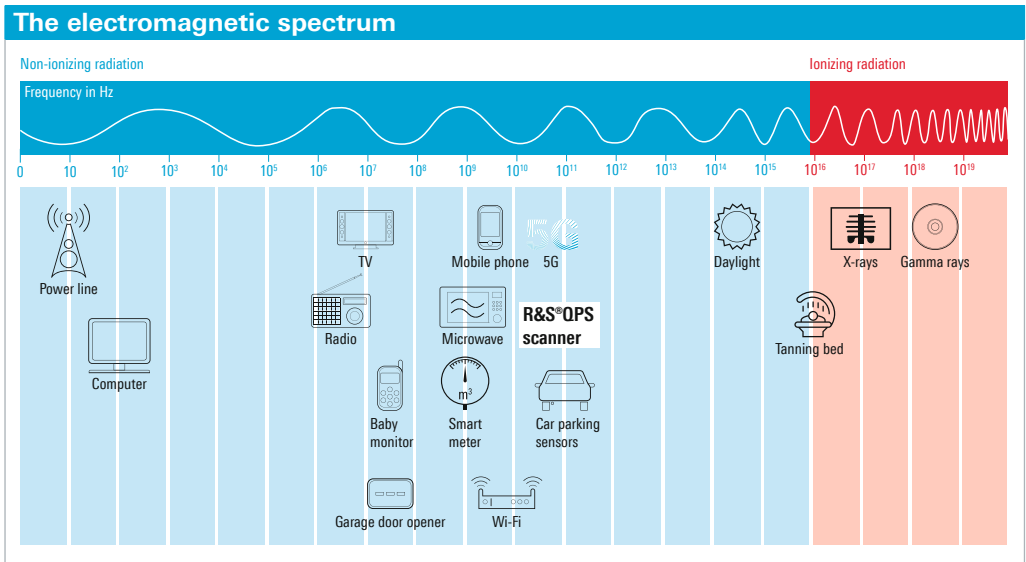 The electromagnetic spectrum
Non-ionizing radiation
Ionizing radiation
Frequency in Hz
0 10 10² 10³ 10⁴ 10⁵ 10⁶ 10⁷ 10⁸ 10⁹ 10¹⁰ 10¹¹ 10¹² 10¹³ 10¹⁴ 10¹⁵ 10¹⁶ 10¹⁷ 10¹⁸ 10¹⁹
5G
Power line
TV
Mobile phone
5G
Daylight
X-rays
Gamma rays
Computer
Radio
Microwave
R&S®QPS
scanner
Tanning bed
Baby
monitor
m³
Smart
meter
Car parking
sensors
Garage door opener
Wi-Fi